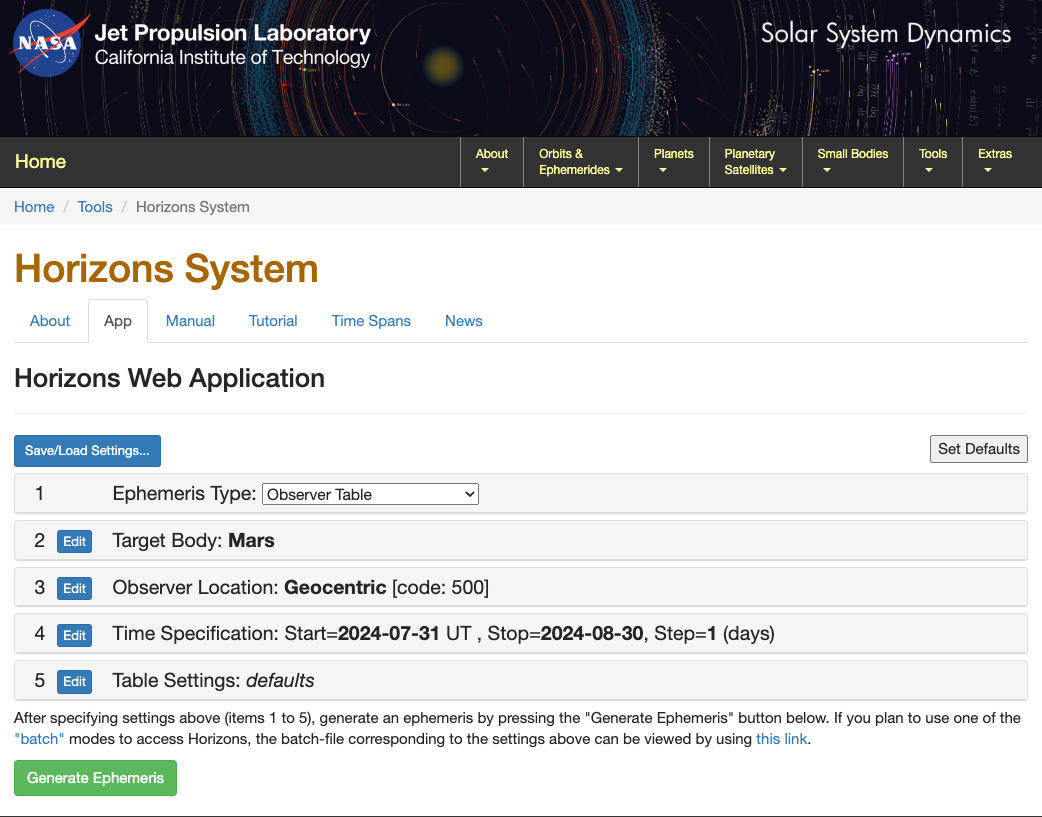 NASA
Jet Propulsion Laboratory
California Institute of Technology
Solar System Dynamics
Home
About
Orbits &
Ephemerides
Planets
Planetary
Satellites
Small Bodies
Tools
Extras
Home / Tools / Horizons System
Horizons System
About App Manual Tutorial Time Spans News
Horizons Web Application
Save/Load Settings... Set Defaults
1 Ephemeris Type: Observer Table
2 Edit Target Body: Mars
3 Edit Observer Location: Geocentric [code: 500]
4 Edit Time Specification: Start=2024-07-31 UT , Stop=2024-08-30, Step=1 (days)
5 Edit Table Settings: defaults
After specifying settings above (items 1 to 5), generate an ephemeris by pressing the "Generate Ephemeris" button below. If you plan to use one of the
"batch" modes to access Horizons, the batch-file corresponding to the settings above can be viewed by using this link.
Generate Ephemeris